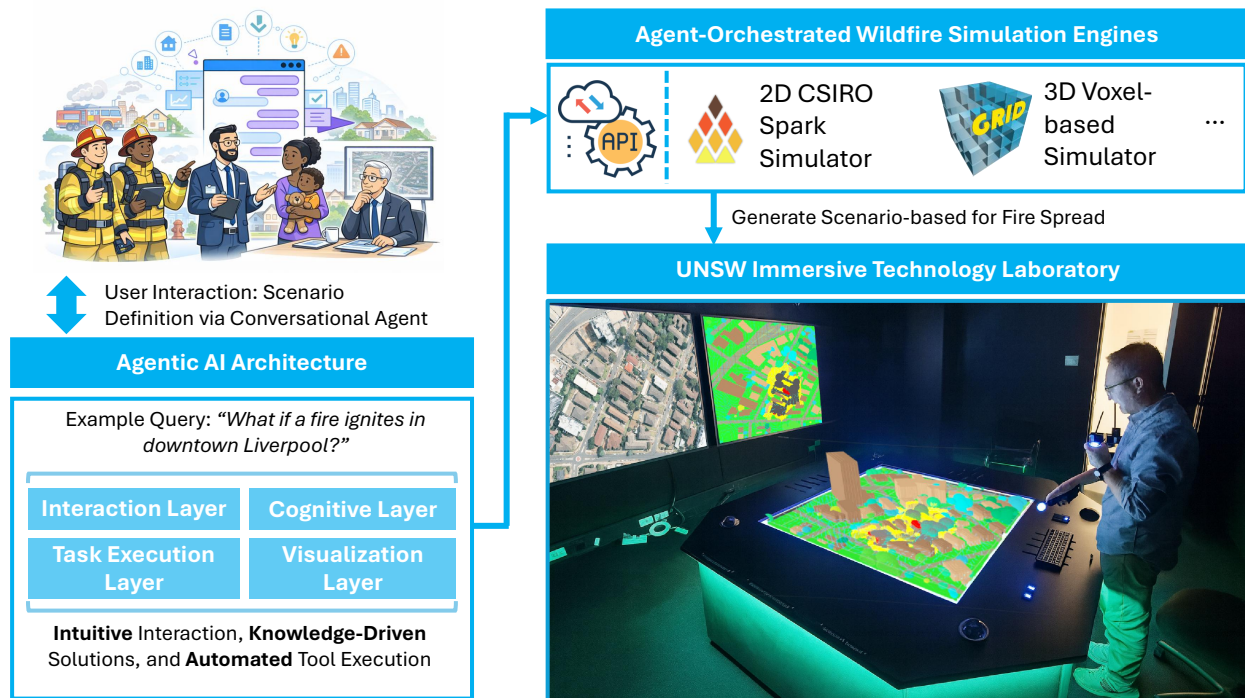 User Interaction: Scenario
Definition via Conversational Agent
Agentic AI Architecture
Example Query: “What if a fire ignites in
downtown Liverpool?”
Interaction Layer
Cognitive Layer
Task Execution
Layer
Visualization
Layer
Intuitive Interaction, Knowledge-Driven
Solutions, and Automated Tool Execution
Agent-Orchestrated Wildfire Simulation Engines
API
2D CSIRO
Spark
Simulator
GRID
3D Voxel-
based
Simulator
...
Generate Scenario-based for Fire Spread
UNSW Immersive Technology Laboratory